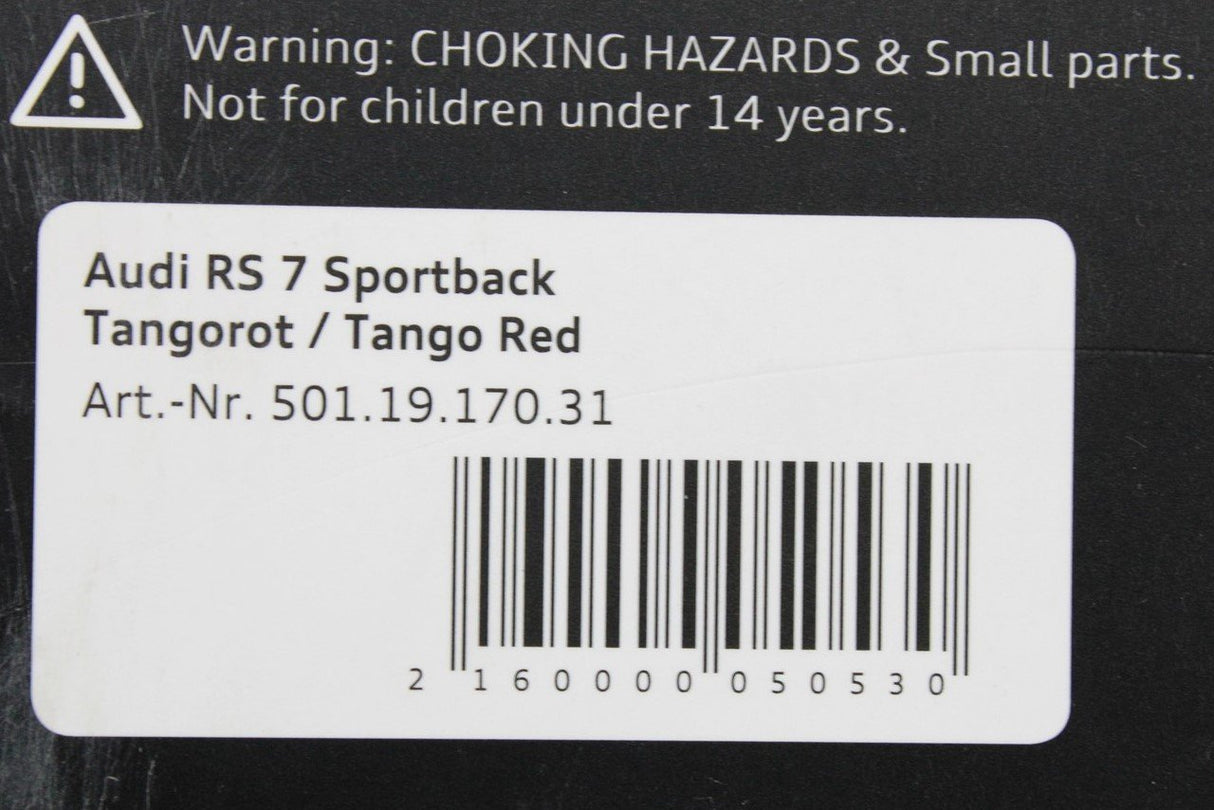 Warning: CHOKING HAZARDS & Small parts.
Not for children under 14 years.
Audi RS 7 Sportback
Tangorot / Tango Red
Art.-Nr. 501.19.170.31
2 160000 050530